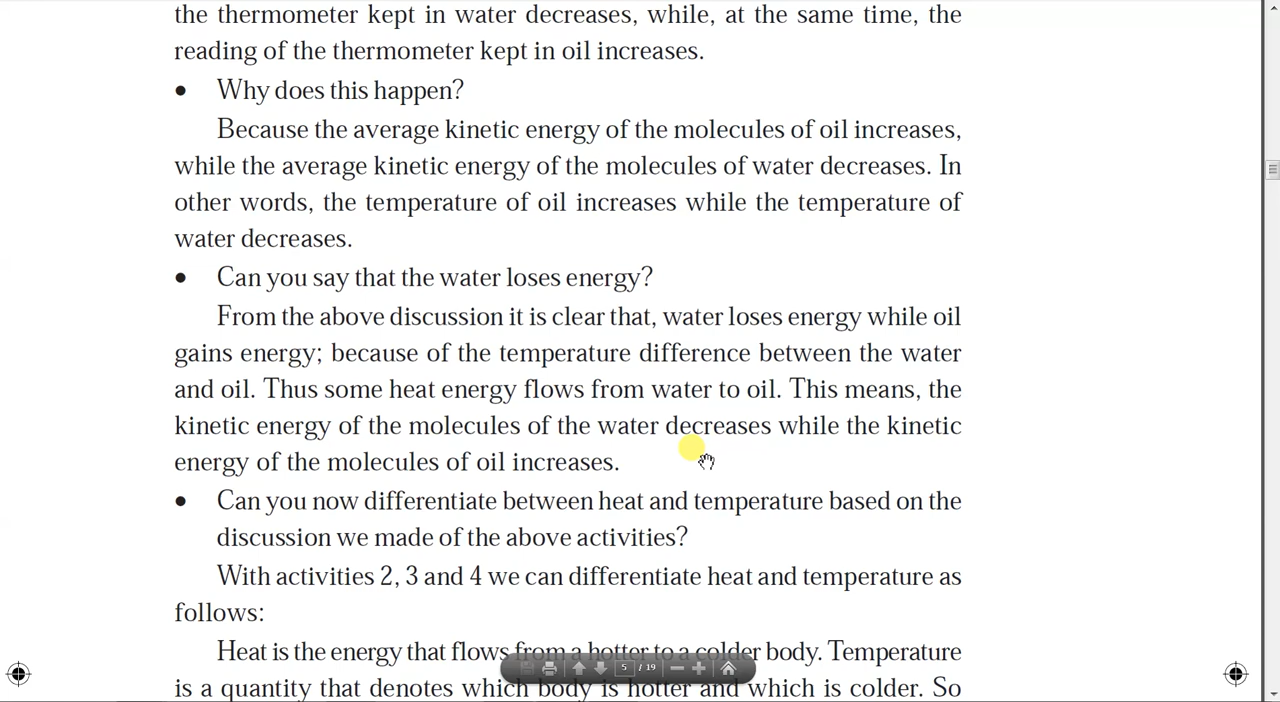 the thermometer kept in water decreases, while, at the same time, the
reading of the thermometer kept in oil increases.
• Why does this happen?
Because the average kinetic energy of the molecules of oil increases,
while the average kinetic energy of the molecules of water decreases. In
other words, the temperature of oil increases while the temperature of
water decreases.
• Can you say that the water loses energy?
From the above discussion it is clear that, water loses energy while oil
gains energy; because of the temperature difference between the water
and oil. Thus some heat energy flows from water to oil. This means, the
kinetic energy of the molecules of the water decreases while the kinetic
energy of the molecules of oil increases.
• Can you now differentiate between heat and temperature based on the
discussion we made of the above activities?
With activities 2, 3 and 4 we can differentiate heat and temperature as
follows:
Heat is the energy that flows from a hotter to a colder body. Temperature
5 / 19
is a quantity that denotes which body is hotter and which is colder. So